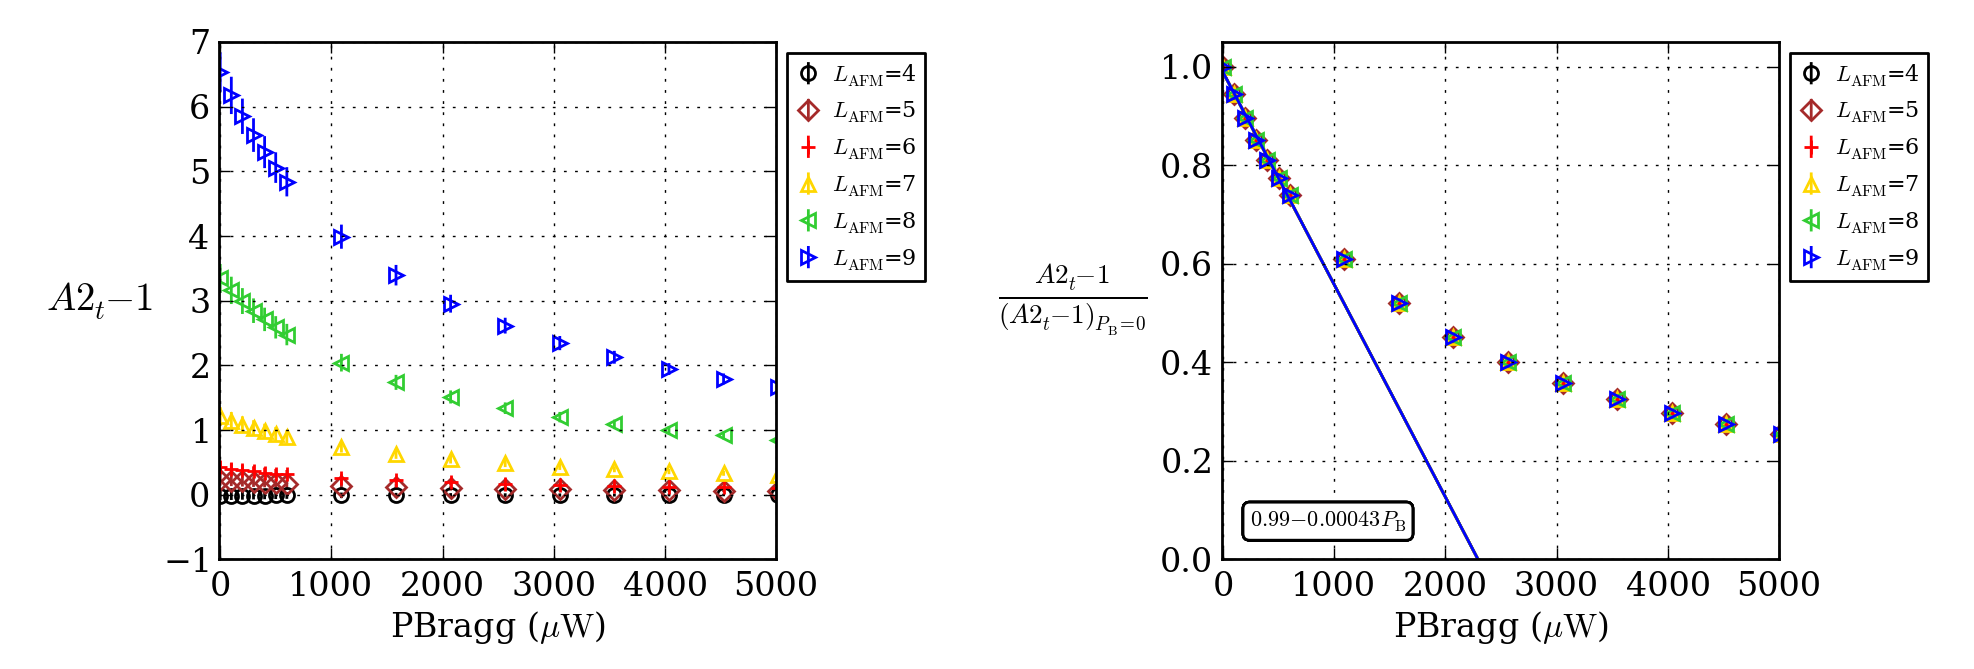 7
6
5
4
3
2
1
0
−1
0 1000 2000 3000 4000 5000
PBragg (μW)
A2_t−1
L_AFM=4
L_AFM=5
L_AFM=6
L_AFM=7
L_AFM=8
L_AFM=9
1.0
0.8
0.6
0.4
0.2
0.0
0 1000 2000 3000 4000 5000
PBragg (μW)
A2_t−1
(A2_t−1)_{P_B=0}
0.99−0.00043P_B
L_AFM=4
L_AFM=5
L_AFM=6
L_AFM=7
L_AFM=8
L_AFM=9